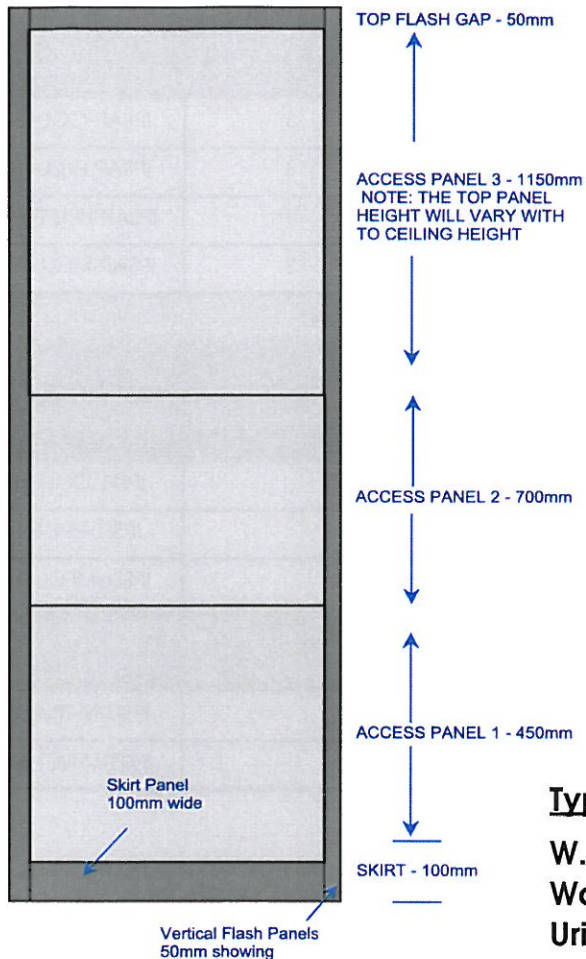 TOP FLASH GAP - 50mm
ACCESS PANEL 3 - 1150mm
NOTE: THE TOP PANEL
HEIGHT WILL VARY WITH
TO CEILING HEIGHT
ACCESS PANEL 2 - 700mm
ACCESS PANEL 1 - 450mm
Skirt Panel
100mm wide
SKIRT - 100mm
Vertical Flash Panels
50mm showing
W.